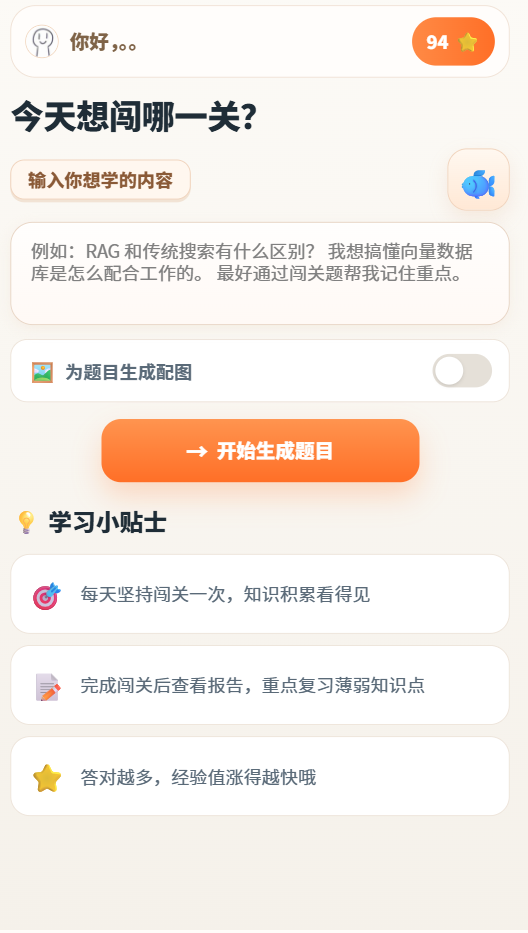 你好，。。
94
今天想闯哪一关？
输入你想学的内容
例如：RAG 和传统搜索有什么区别？ 我想搞懂向量数据
库是怎么配合工作的。 最好通过闯关题帮我记住重点。
为题目生成配图
→ 开始生成题目
学习小贴士
每天坚持闯关一次，知识积累看得见
完成闯关后查看报告，重点复习薄弱知识点
答对越多，经验值涨得越快哦